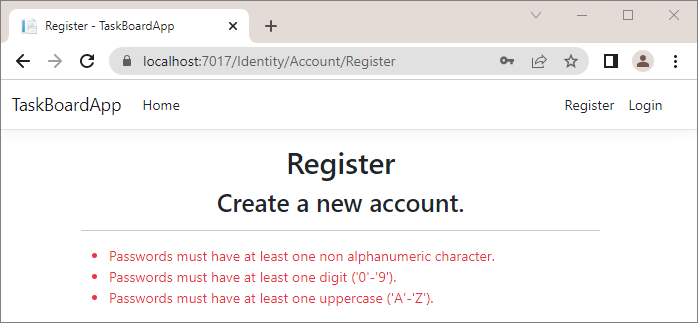 Register - TaskBoardApp
localhost:7017/Identity/Account/Register
TaskBoardApp Home Register Login
Register
Create a new account.
Passwords must have at least one non alphanumeric character.
Passwords must have at least one digit ('0'-'9').
Passwords must have at least one uppercase ('A'-'Z').